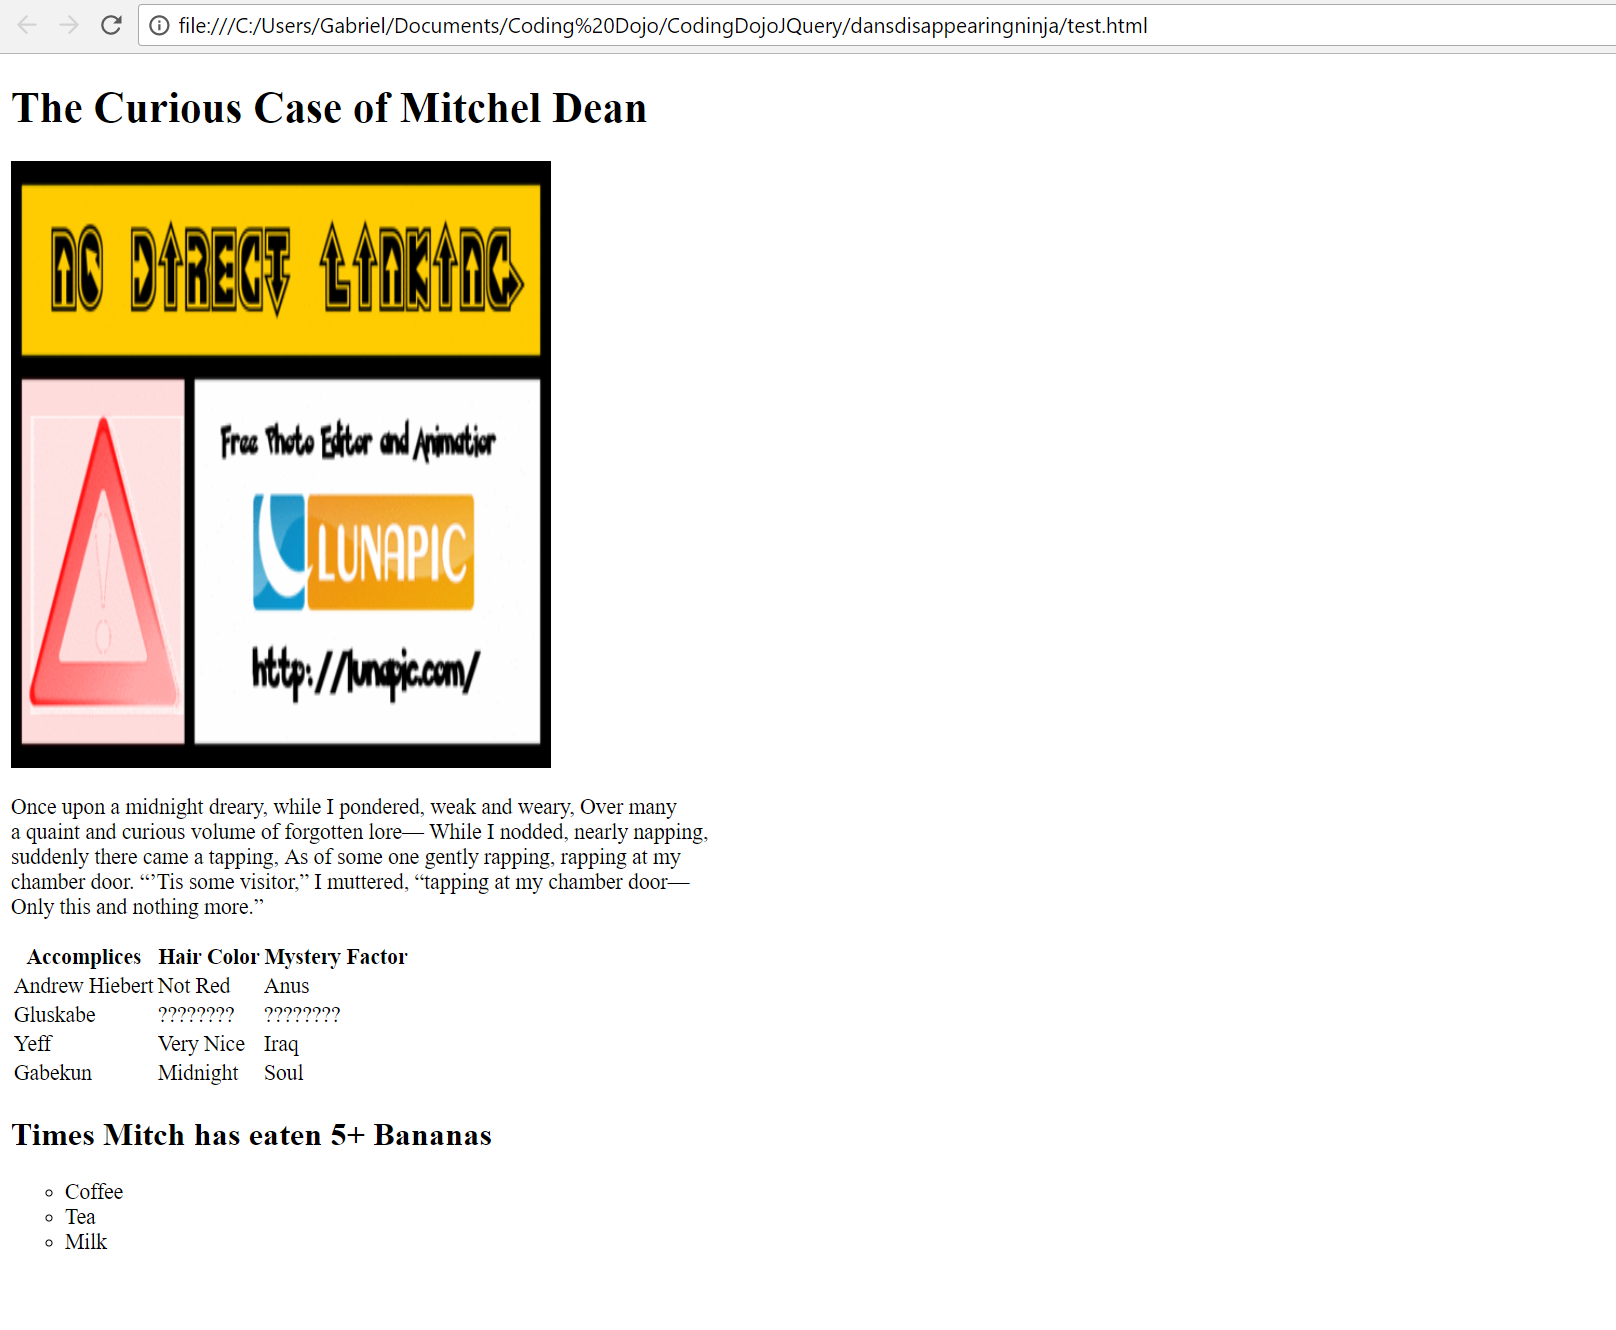 file:///C:/Users/Gabriel/Documents/Coding%20Dojo/CodingDojoJQuery/dansdisappearingninja/test.html
The Curious Case of Mitchel Dean
NO DIRECT LINKING
Free Photo Editor and Animation
LUNAPIC
http://lunapic.com/
Once upon a midnight dreary, while I pondered, weak and weary, Over many
a quaint and curious volume of forgotten lore— While I nodded, nearly napping,
suddenly there came a tapping, As of some one gently rapping, rapping at my
chamber door. “’Tis some visitor,” I muttered, “tapping at my chamber door—
Only this and nothing more.”
Accomplices Hair Color Mystery Factor
Andrew Hiebert Not Red Anus
Gluskabe ???????? ????????
Yeff Very Nice Iraq
Gabekun Midnight Soul
Times Mitch has eaten 5+ Bananas
Coffee
Tea
Milk